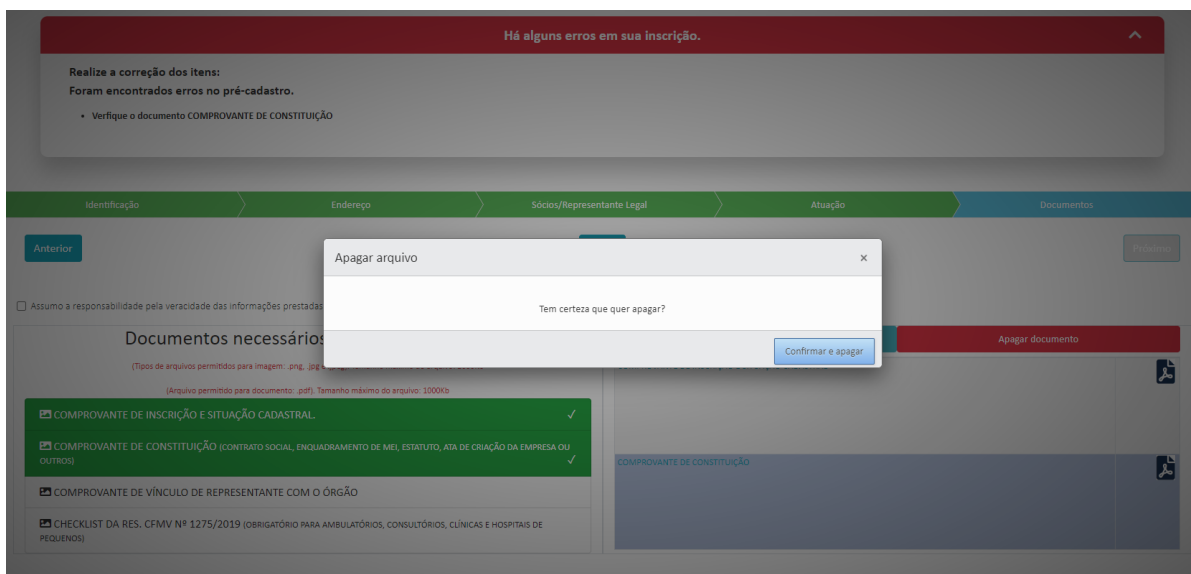 Há alguns erros em sua inscrição.
Realize a correção dos itens:
Foram encontrados erros no pré-cadastro.
• Verfique o documento COMPROVANTE DE CONSTITUIÇÃO
Identificação
Endereço
Sócios/Representante Legal
Atuação
Documentos
Anterior
Próximo
Apagar arquivo
×
Tem certeza que quer apagar?
Confirmar e apagar
Assumo a responsabilidade pela veracidade das informações prestadas
Documentos necessários
Apagar documento
(Tipos de arquivos permitidos para imagem: .png, .jpg
(Arquivo permitido para documento: .pdf). Tamanho máximo do arquivo: 1000Kb
COMPROVANTE DE INSCRIÇÃO E SITUAÇÃO CADASTRAL.
COMPROVANTE DE CONSTITUIÇÃO (CONTRATO SOCIAL, ENQUADRAMENTO DE MEI, ESTATUTO, ATA DE CRIAÇÃO DA EMPRESA OU
OUTROS)
COMPROVANTE DE VÍNCULO DE REPRESENTANTE COM O ÓRGÃO
CHECKLIST DA RES. CFMV Nº 1275/2019 (OBRIGATÓRIO PARA AMBULATÓRIOS, CONSULTÓRIOS, CLÍNICAS E HOSPITAIS DE
PEQUENOS)
COMPROVANTE DE CONSTITUIÇÃO